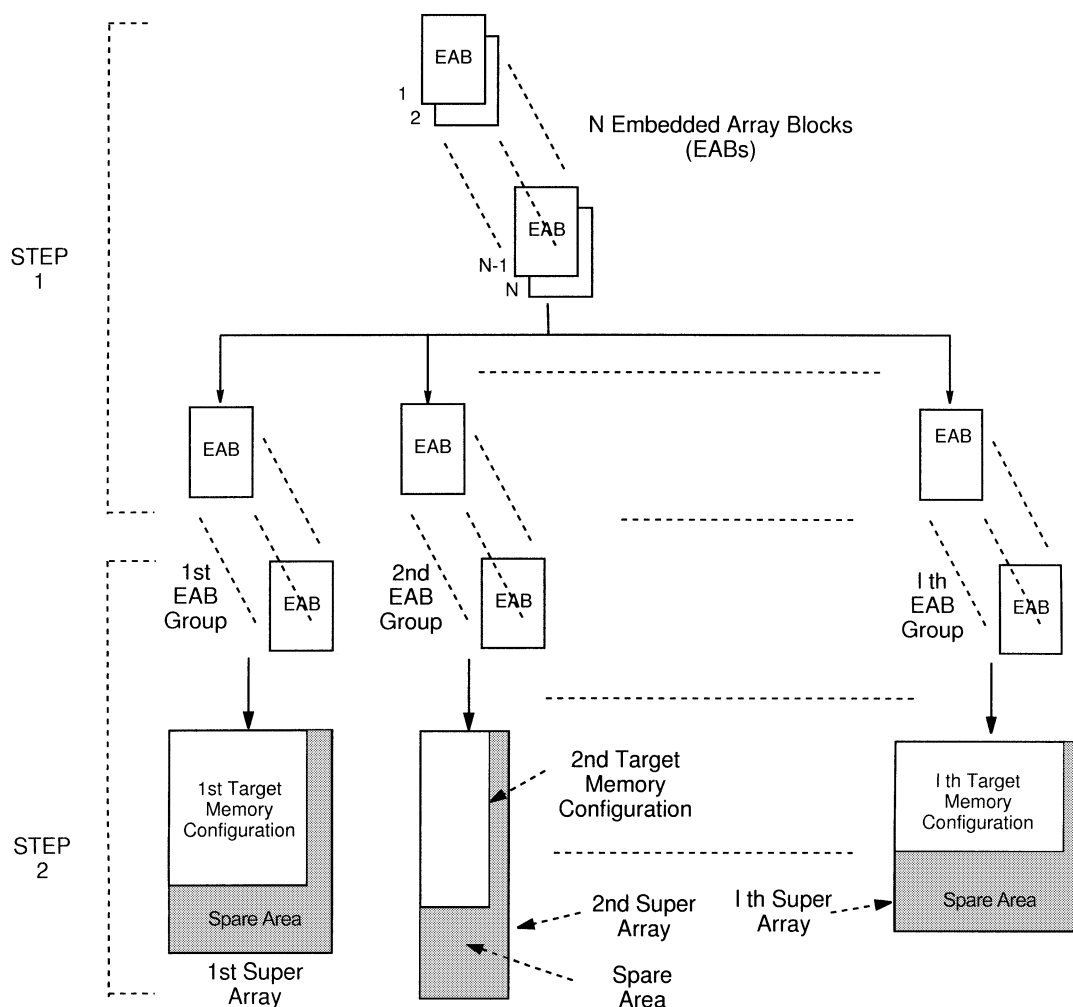 EAB
1
2
N Embedded Array Blocks
(EABs)
EAB
N-1
N
STEP
1
EAB
EAB
EAB
1st
EAB
Group
EAB
2nd
EAB
Group
EAB
I th
EAB
Group
EAB
1st Target
Memory
Configuration
2nd Target
Memory
Configuration
I th Target
Memory
Configuration
STEP
2
Spare Area
2nd Super
Array
I th Super
Array
Spare Area
1st Super
Array
Spare
Area